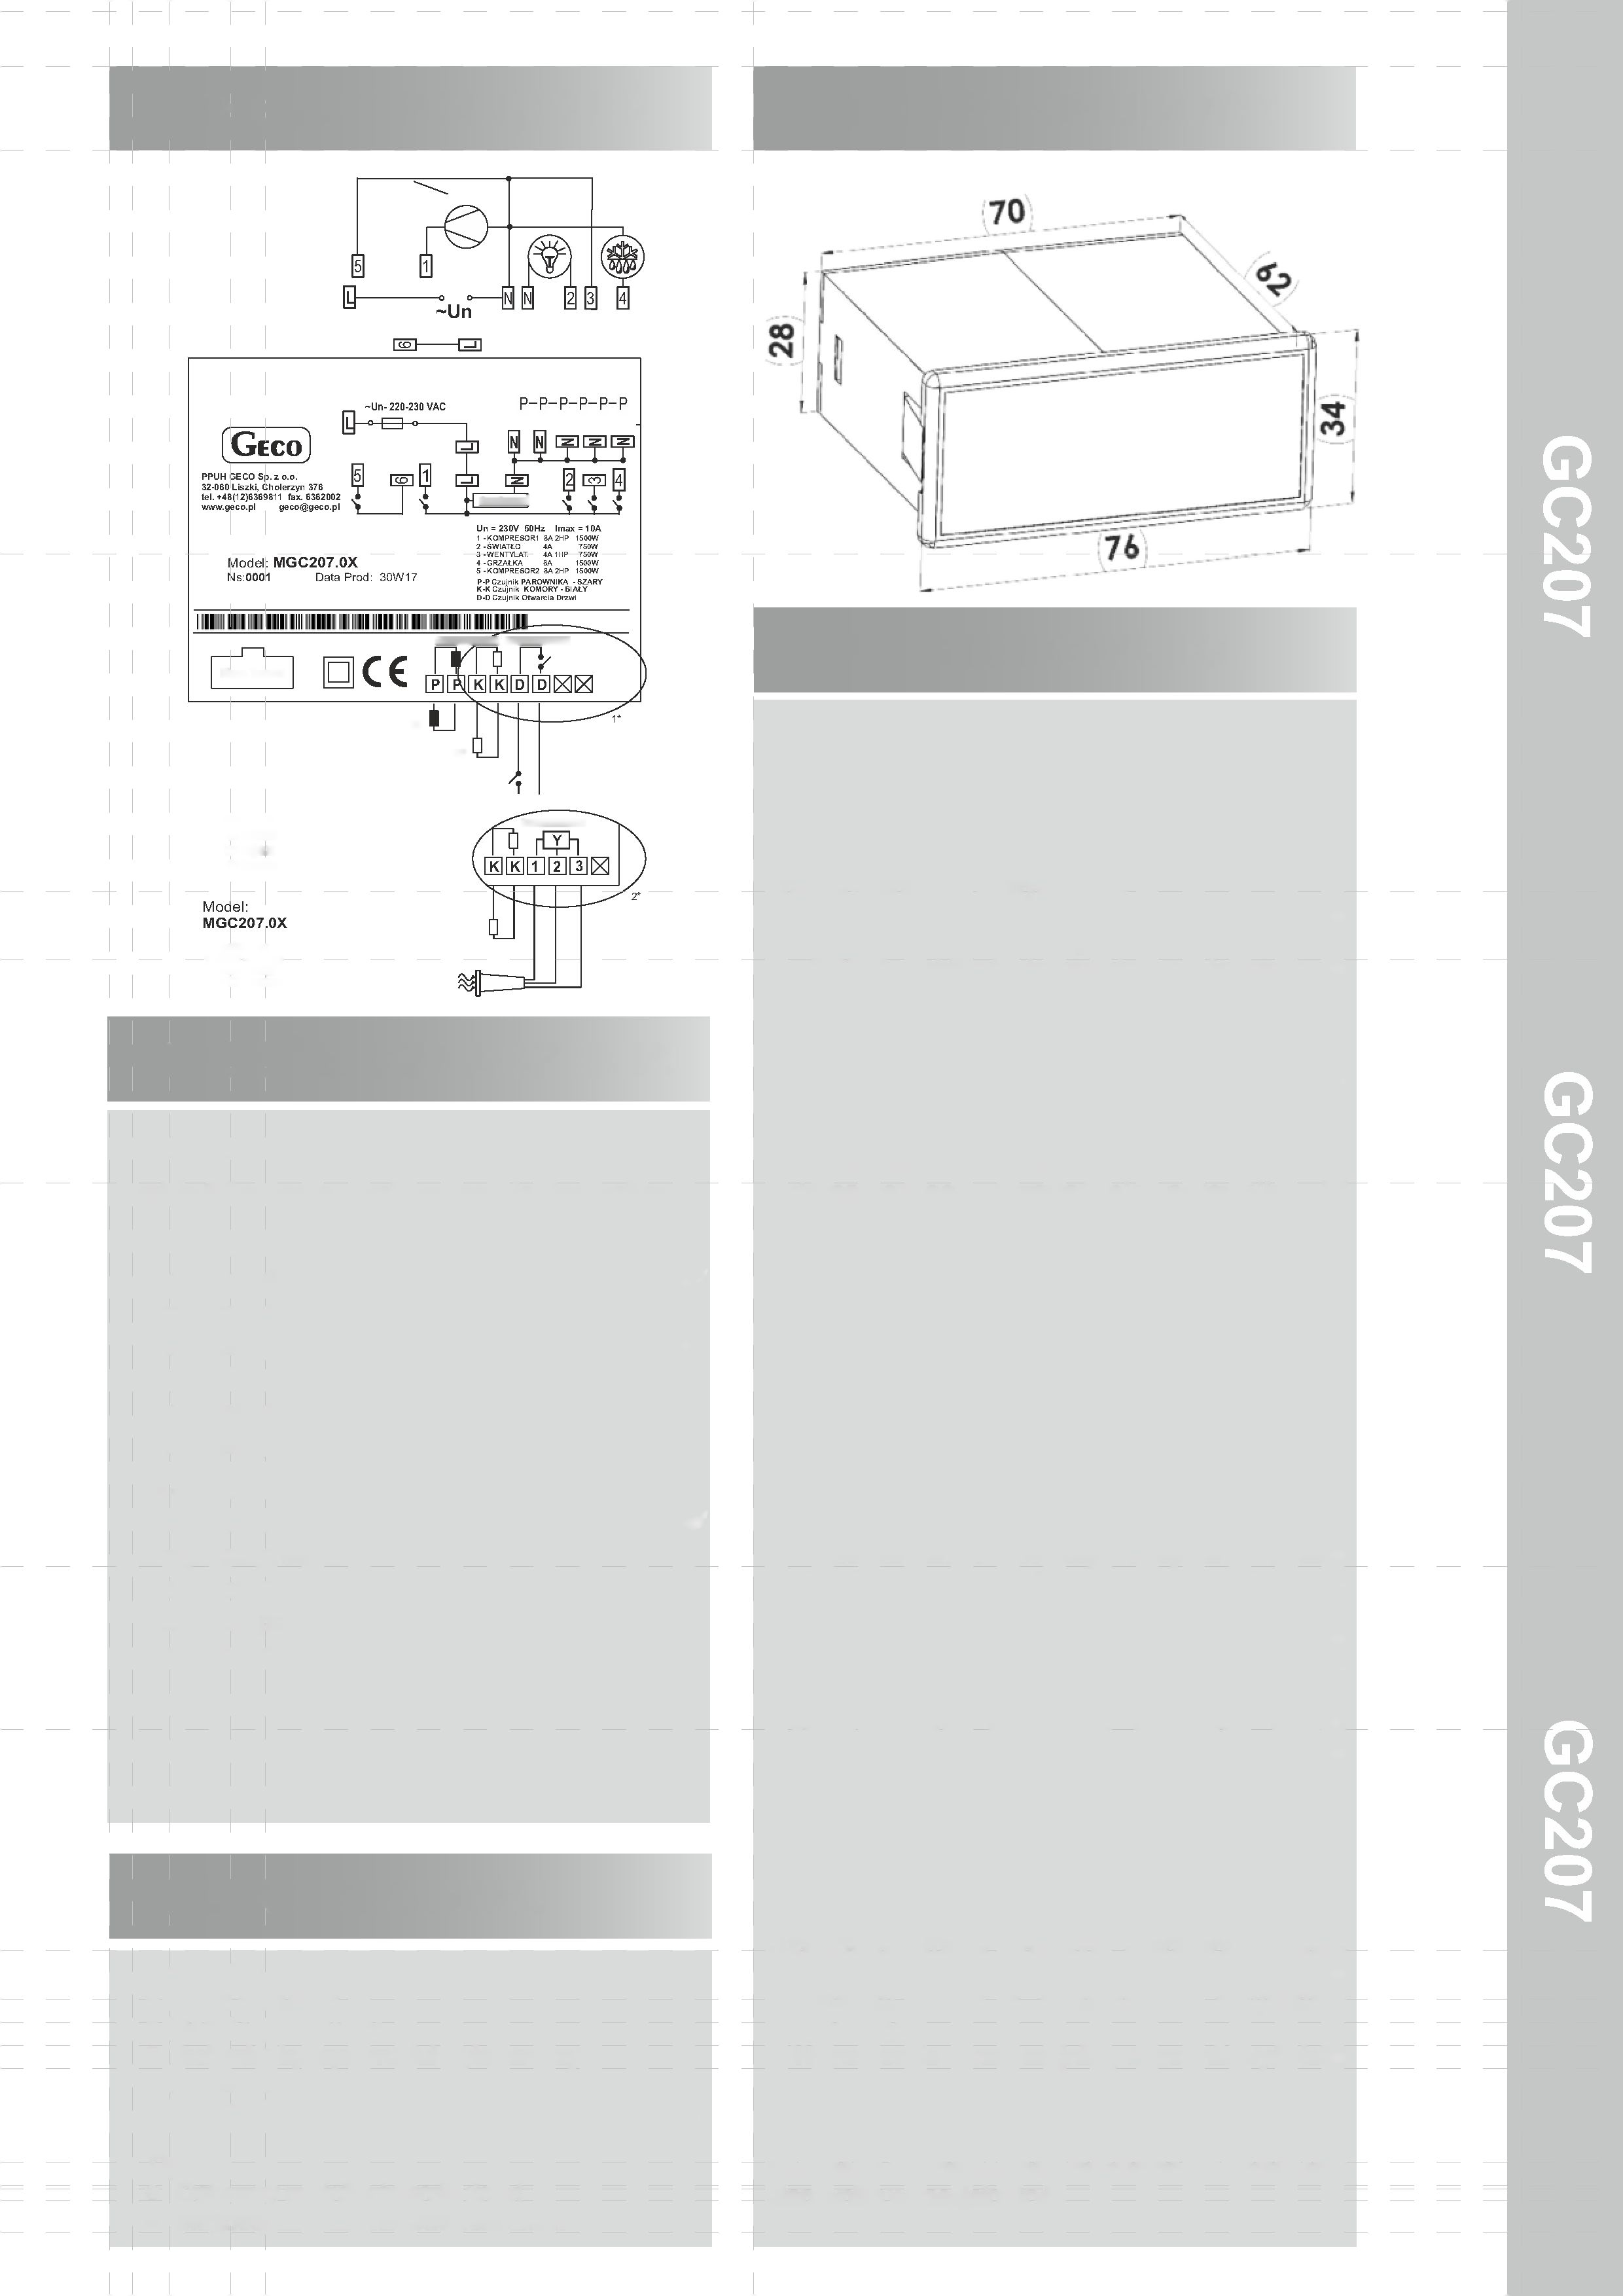 5
1
L
~Un
N
N
2
3
4
6
L
~Un- 220-230 VAC
P-P-P-P-P-P
L
GECO
L
N
N
N
N
N
PPUH GECO Sp. z o.o.
32-060 Liszki, Cholerzyn 376
tel. +48(12)6369811 fax. 6362002
www.geco.pl geco@geco.pl
5
6
1
L
N
2
3
4
Un = 230V 50Hz Imax = 10A
1 - KOMPRESOR1 8A 2HP 1500W
2 - ŚWIATŁO 4A 750W
3 - WENTYLAT. 4A 1HP 750W
4 - GRZAŁKA 8A 1500W
5 - KOMPRESOR2 8A 2HP 1500W
P-P Czujnik PAROWNIKA - SZARY
K-K Czujnik KOMORY - BIAŁY
D-D Czujnik Otwarcia Drzwi
Model: MGC207.0X
Ns:0001 Data Prod: 30W17
CE
P P K K D D
1*
Y
K K 1 2 3
2*
Model:
MGC207.0X
70
62
28
34
76
GC207
GC207
GC207